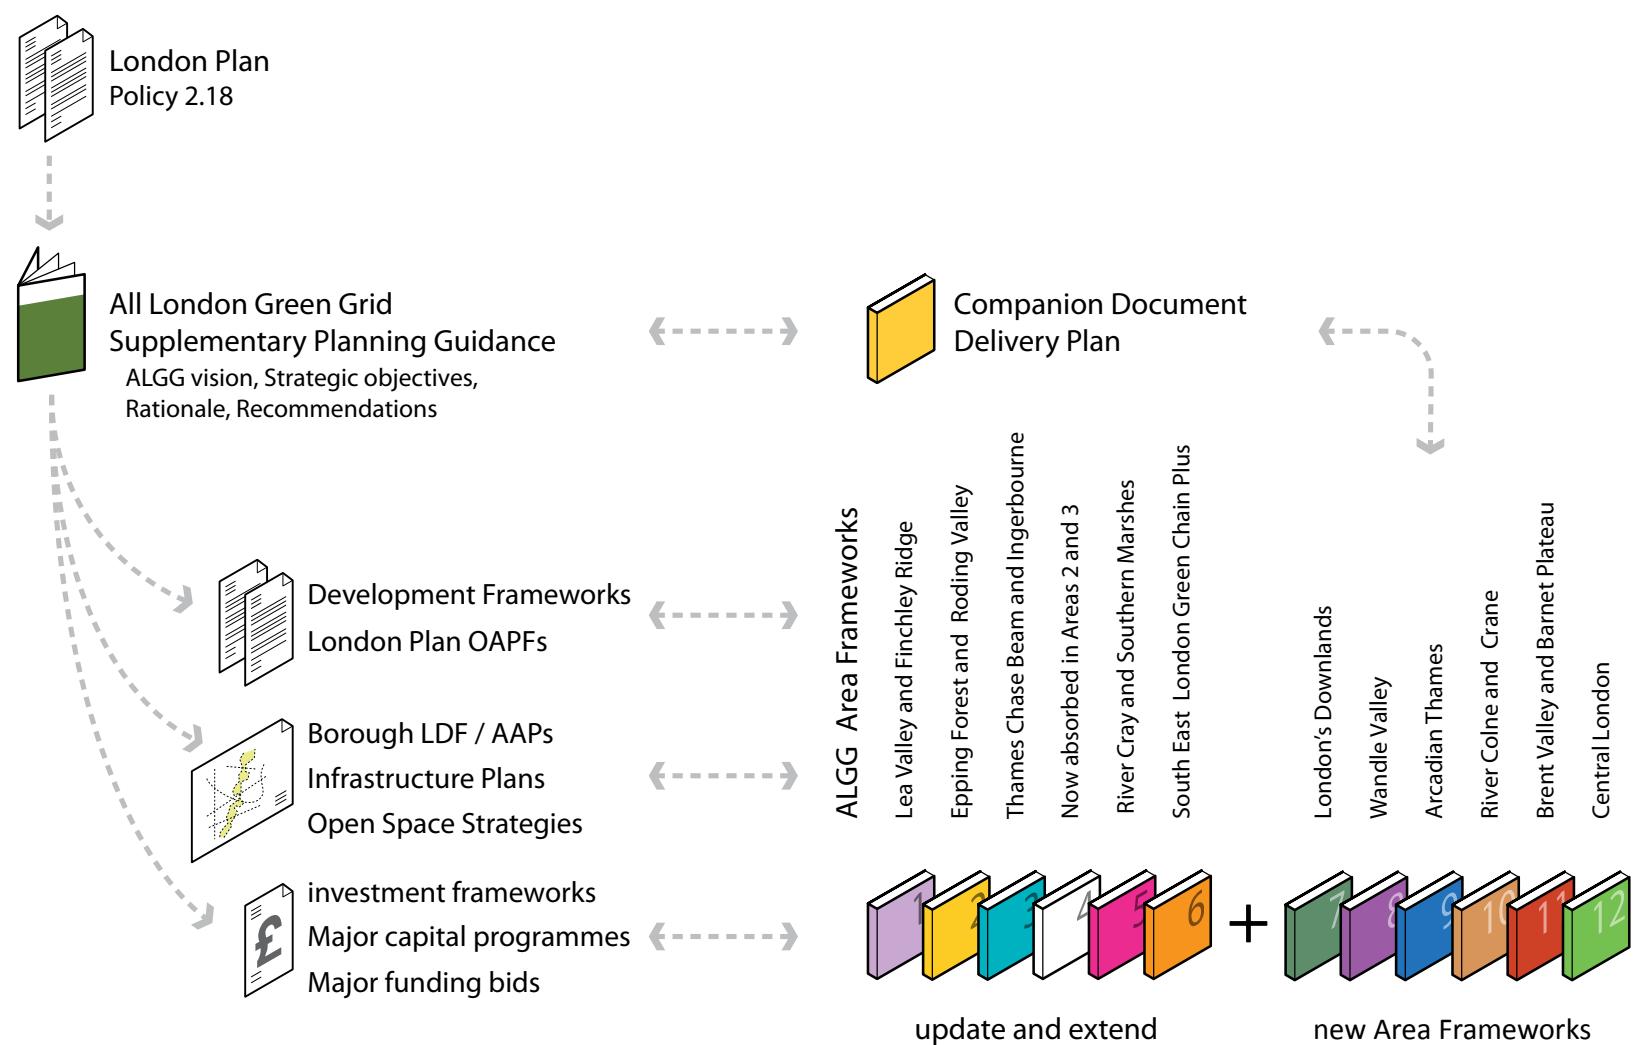 London Plan
Policy 2.18
All London Green Grid
Supplementary Planning Guidance
ALGG vision, Strategic objectives,
Rationale, Recommendations
Companion Document
Delivery Plan
Development Frameworks
London Plan OAPFs
Borough LDF / AAPs
Infrastructure Plans
Open Space Strategies
£
investment frameworks
Major capital programmes
Major funding bids
ALGG Area Frameworks
Lea Valley and Finchley Ridge
Epping Forest and Roding Valley
Thames Chase Beam and Ingerbourne
Now absorbed in Areas 2 and 3
River Cray and Southern Marshes
South East London Green Chain Plus
London's Downlands
Wandle Valley
Arcadian Thames
River Colne and Crane
Brent Valley and Barnet Plateau
Central London
1
2
3
4
5
6
+
7
8
9
10
11
12
update and extend
new Area Frameworks